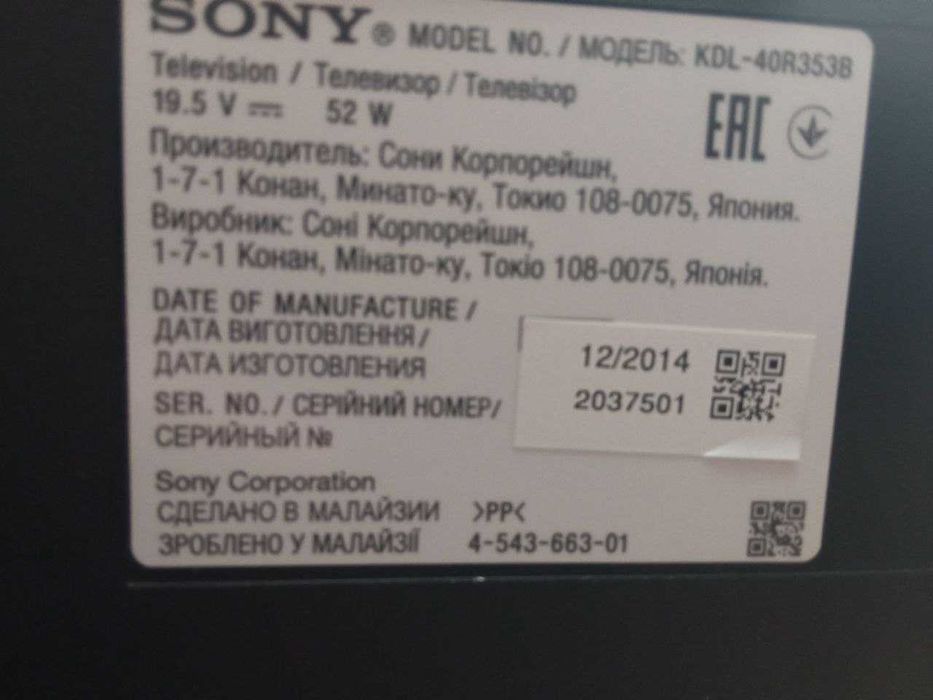 SONY® MODEL NO. / МОДЕЛЬ: KDL-40R353B
Television / Телевизор / Телевізор
19.5 V ⎓ 52 W
EAC
Производитель: Сони Корпорейшн,
1-7-1 Конан, Минато-ку, Токио 108-0075, Япония.
Виробник: Соні Корпорейшн,
1-7-1 Конан, Мінато-ку, Токіо 108-0075, Японія.
DATE OF MANUFACTURE /
ДАТА ВИГОТОВЛЕННЯ/
ДАТА ИЗГОТОВЛЕНИЯ
12/2014
SER. NO. / СЕРІЙНИЙ НОМЕР/
СЕРИЙНЫЙ №
2037501
Sony Corporation
СДЕЛАНО В МАЛАЙЗИИ >PP<
ЗРОБЛЕНО У МАЛАЙЗІЇ 4-543-663-01